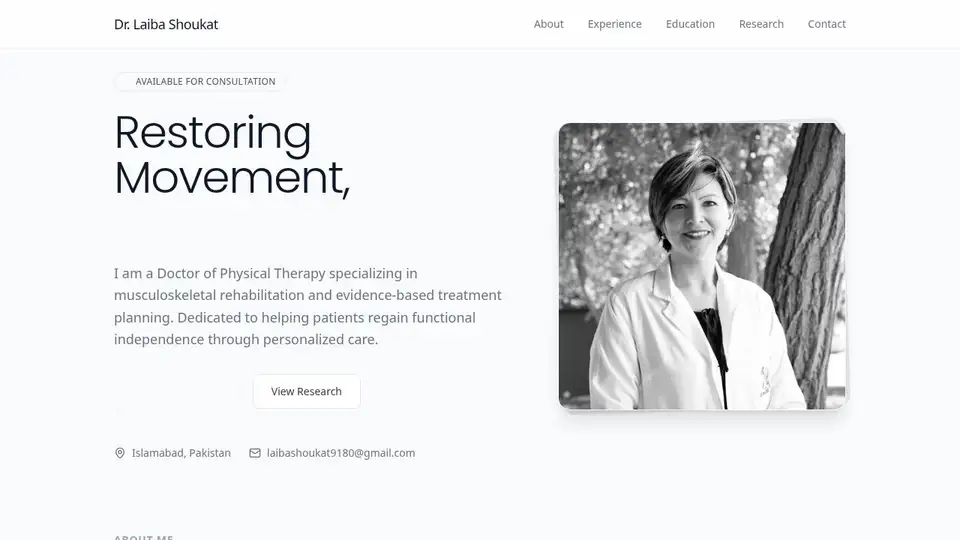 Dr. Laiba Shoukat
About
Experience
Education
Research
Contact
AVAILABLE FOR CONSULTATION
Restoring
Movement,
I am a Doctor of Physical Therapy specializing in
musculoskeletal rehabilitation and evidence-based treatment
planning. Dedicated to helping patients regain functional
independence through personalized care.
View Research
Islamabad, Pakistan
laibashoukat9180@gmail.com
ABOUT ME